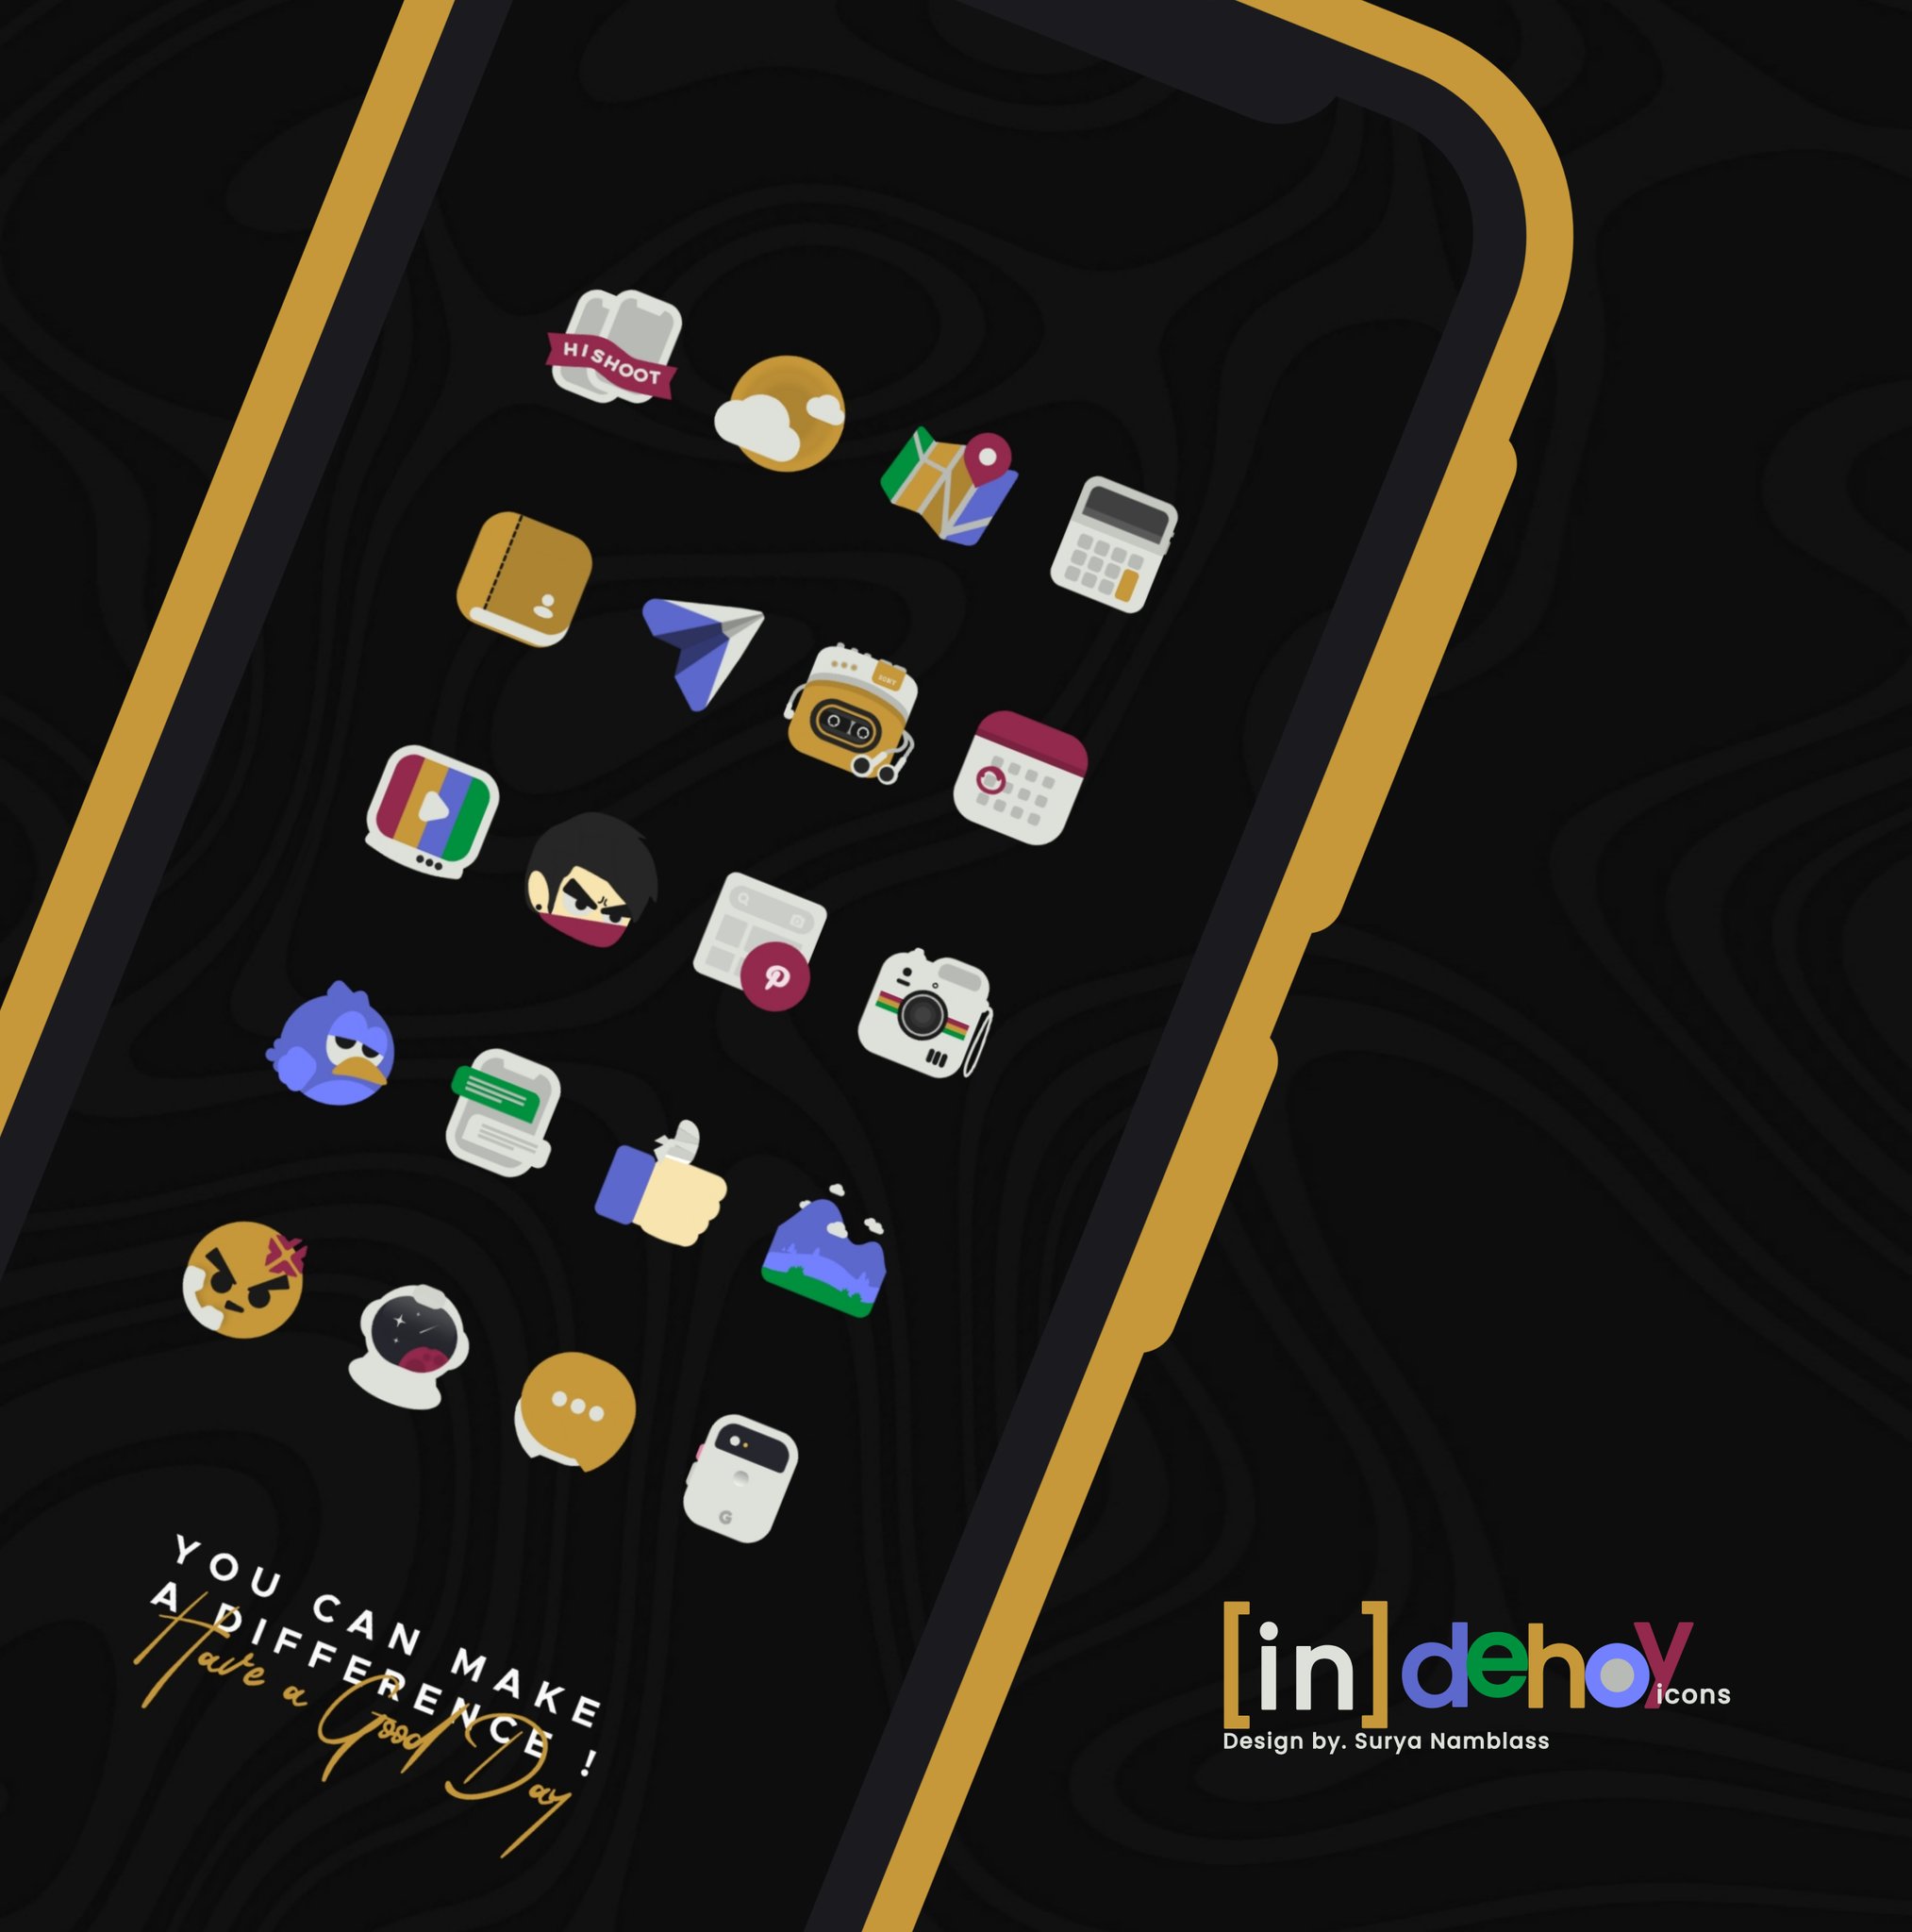 HISHOOT
SONY
G
YOU CAN MAKE
A DIFFERENCE !
Have a Good Day
[in]dehoy
icons
Design by. Surya Namblass